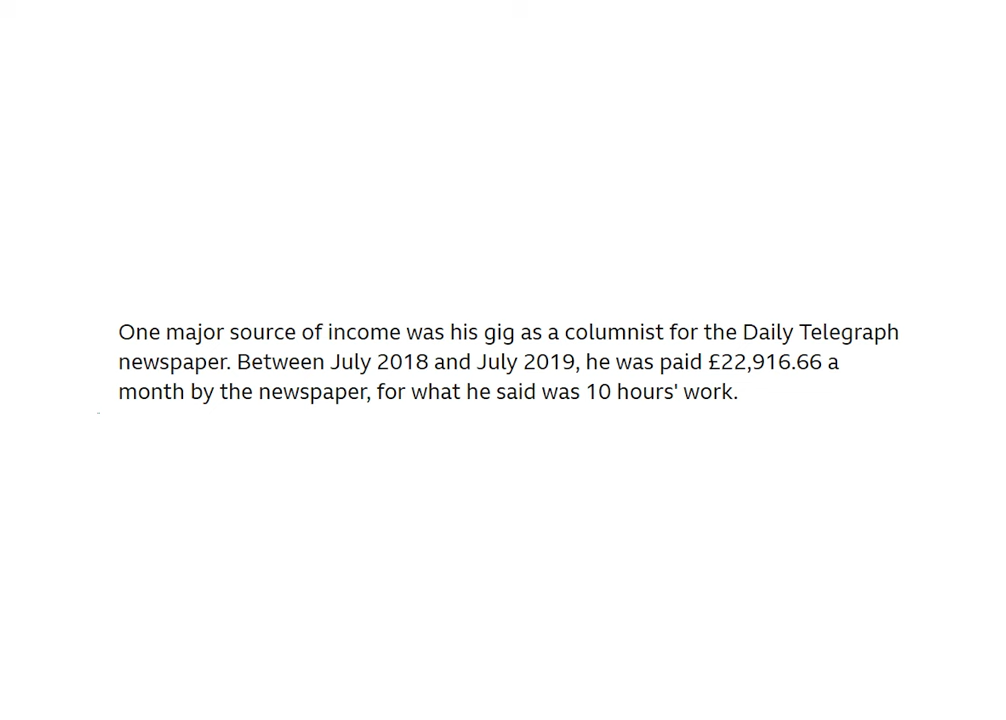 One major source of income was his gig as a columnist for the Daily Telegraph
newspaper. Between July 2018 and July 2019, he was paid £22,916.66 a
month by the newspaper, for what he said was 10 hours' work.